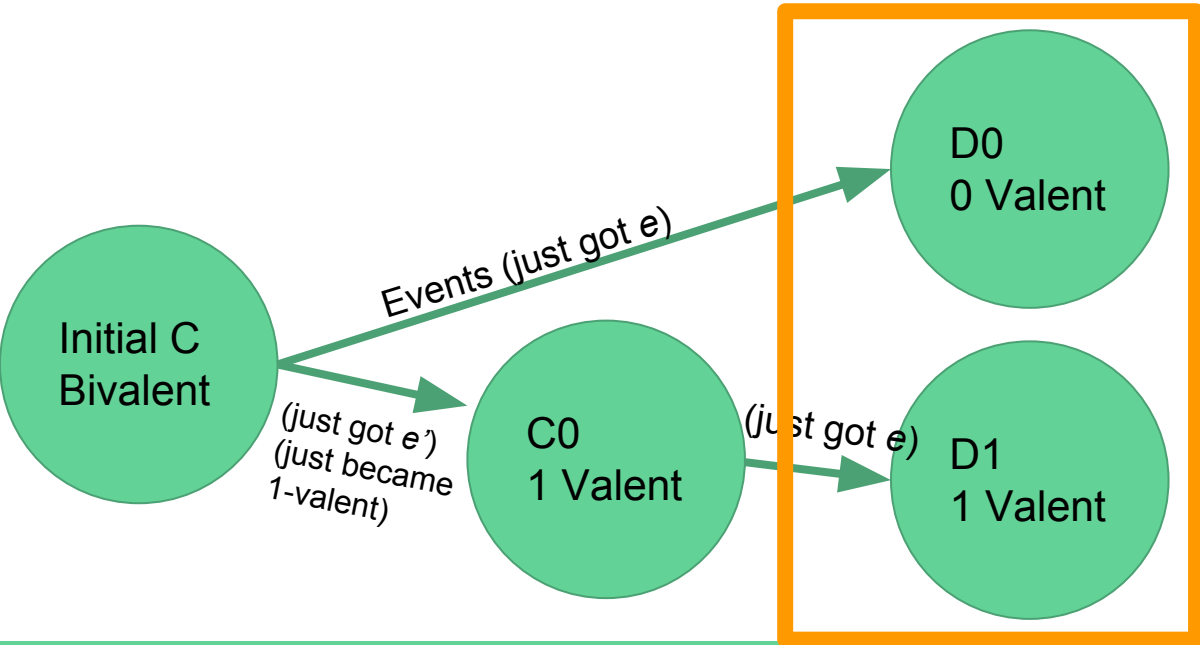 D0
0 Valent
Events (just got e)
Initial C
Bivalent
(just got e’)
(just became
1-valent)
C0
1 Valent
(just got e)
D1
1 Valent